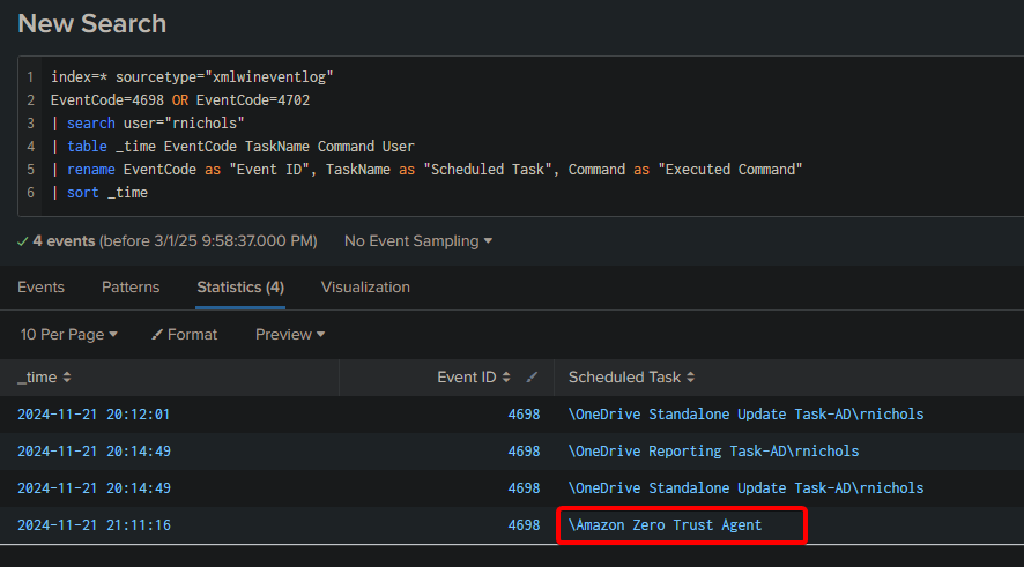 New Search
1 index=* sourcetype="xmlwineventlog"
2 EventCode=4698 OR EventCode=4702
3 | search user="rnichols"
4 | table _time EventCode TaskName Command User
5 | rename EventCode as "Event ID", TaskName as "Scheduled Task", Command as "Executed Command"
6 | sort _time
4 events (before 3/1/25 9:58:37.000 PM) No Event Sampling
Events Patterns Statistics (4) Visualization
10 Per Page Format Preview
_time Event ID Scheduled Task
2024-11-21 20:12:01 4698 \OneDrive Standalone Update Task-AD\rnichols
2024-11-21 20:14:49 4698 \OneDrive Reporting Task-AD\rnichols
2024-11-21 20:14:49 4698 \OneDrive Standalone Update Task-AD\rnichols
2024-11-21 21:11:16 4698 \Amazon Zero Trust Agent